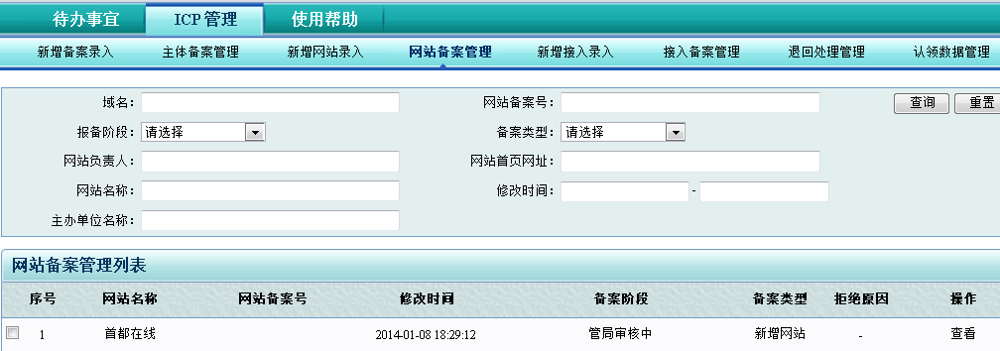 待办事宜 ICP管理 使用帮助
新增备案录入 主体备案管理 新增网站录入 网站备案管理 新增接入录入 接入备案管理 退回处理管理 认领数据管理
域名： 网站备案号： 查询 重置
报备阶段： 请选择 备案类型： 请选择
网站负责人： 网站首页网址：
网站名称： 修改时间： -
主办单位名称：
网站备案管理列表
序号 网站名称 网站备案号 修改时间 备案阶段 备案类型 拒绝原因 操作
1 首都在线 2014-01-08 18:29:12 管局审核中 新增网站 - 查看